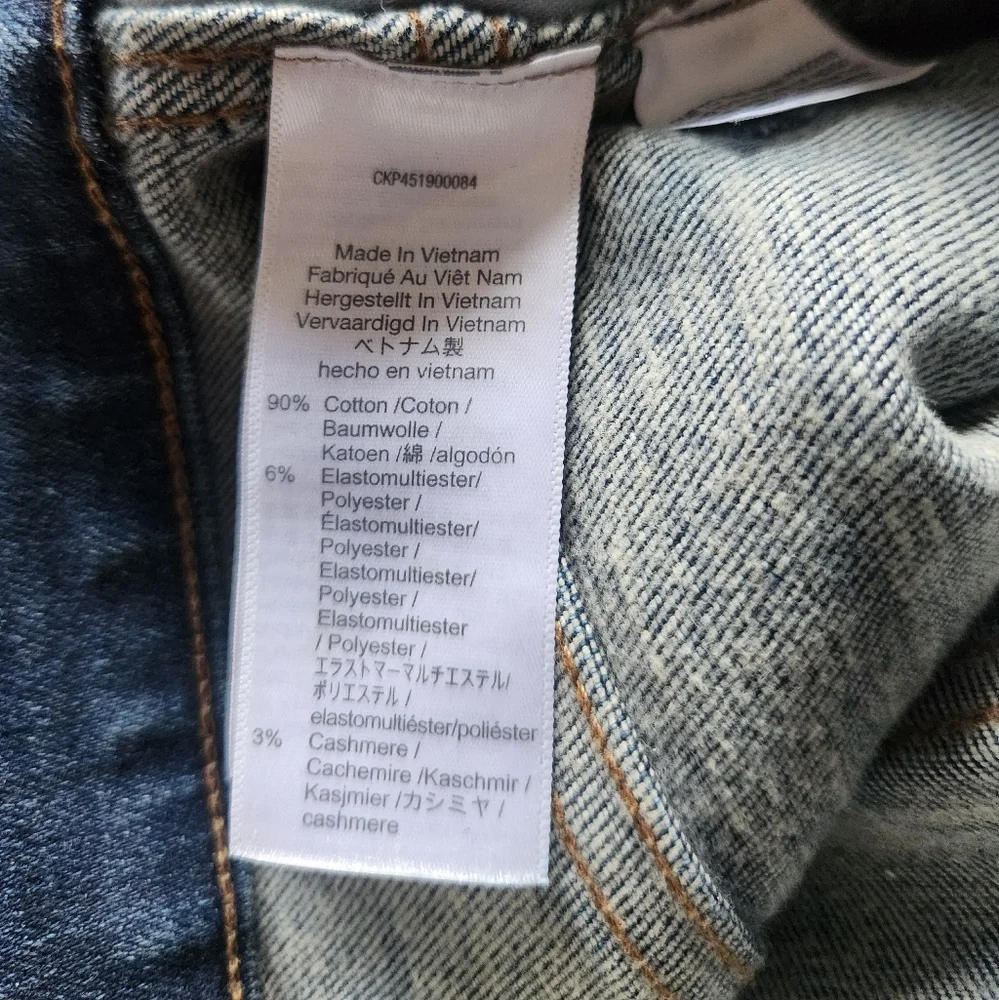 CKP451900084
Made In Vietnam
Fabriqué Au Viêt Nam
Hergestellt In Vietnam
Vervaardigd In Vietnam
ベトナム製
hecho en vietnam
90% Cotton /Coton /
Baumwolle /
Katoen /綿 /algodón
6% Elastomultiester/
Polyester /
Élastomultiester/
Polyester /
Elastomultiester/
Polyester /
Elastomultiester
/ Polyester /
エラストマーマルチエステル/
ポリエステル /
elastomultiéster/poliéster
3% Cashmere /
Cachemire /Kaschmir /
Kasjmier /カシミヤ /
cashmere